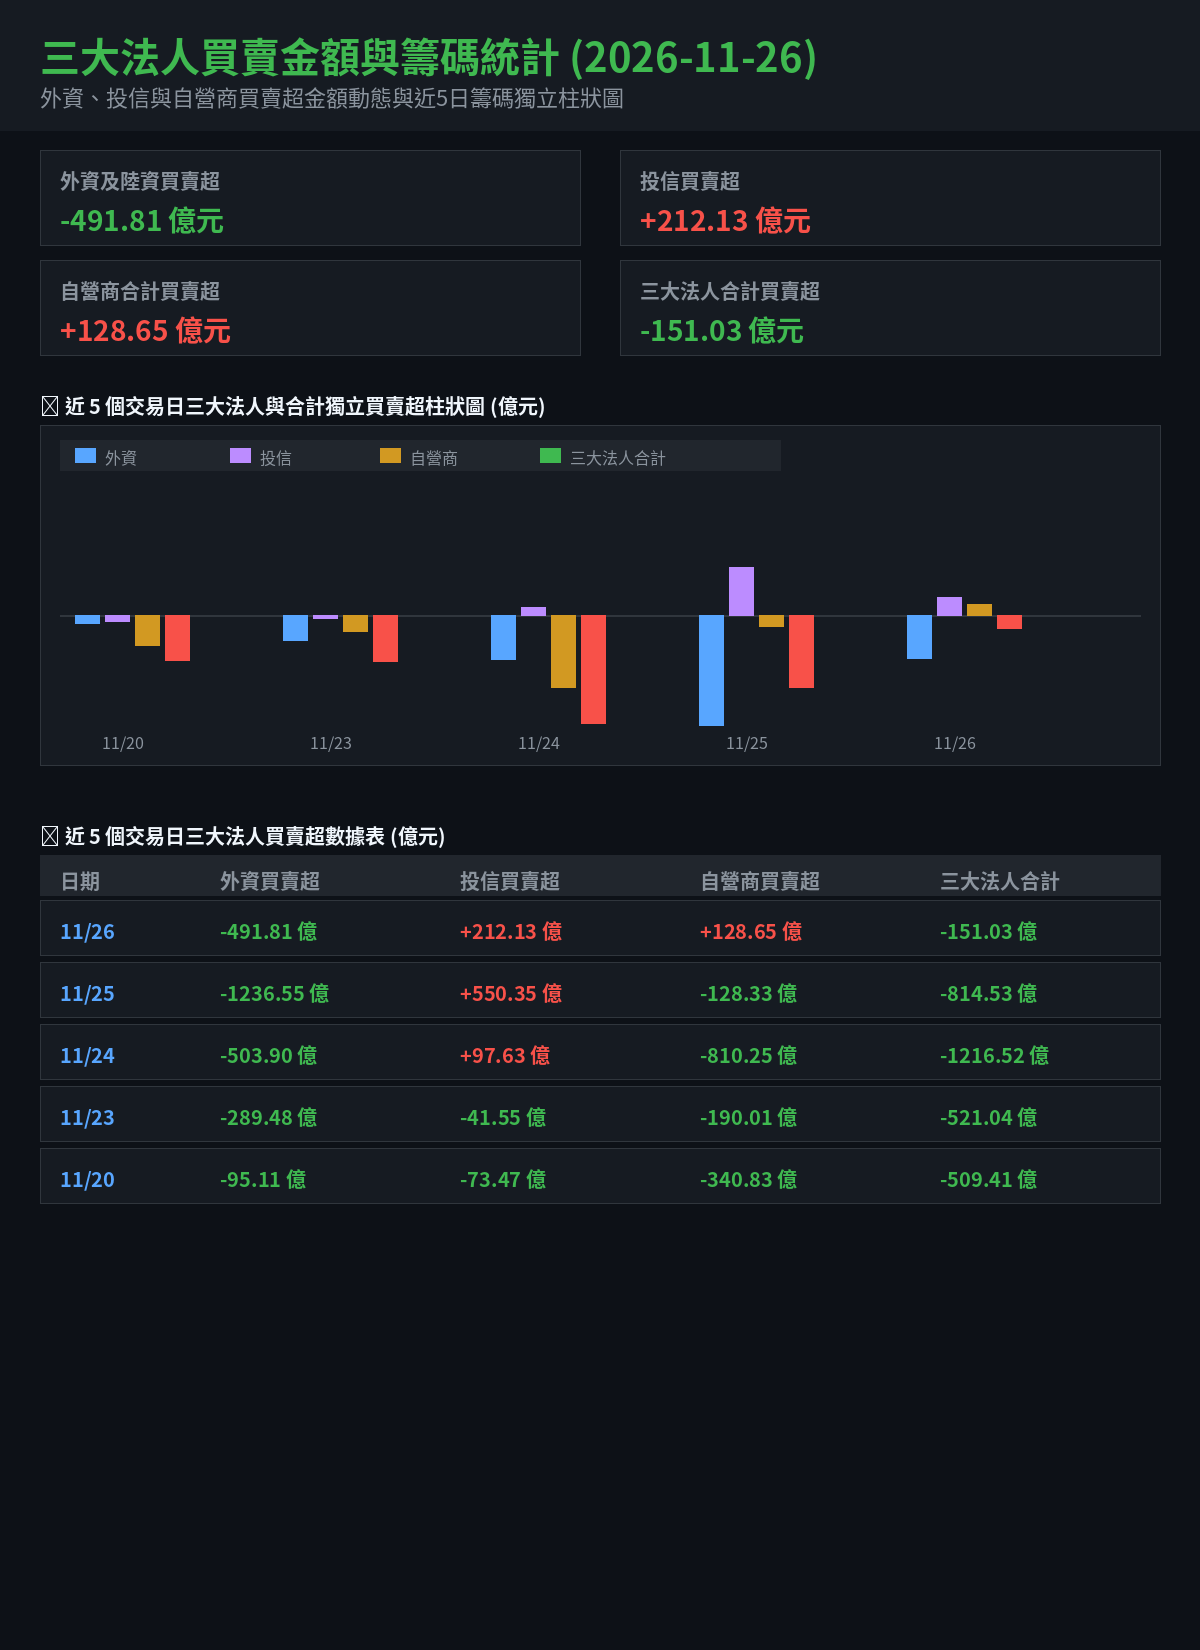 三大法人買賣金額與籌碼統計 (2026-11-26)
外資、投信與自營商買賣超金額動態與近5日籌碼獨立柱狀圖
外資及陸資買賣超
-491.81 億元
投信買賣超
+212.13 億元
自營商合計買賣超
+128.65 億元
三大法人合計買賣超
-151.03 億元
近 5 個交易日三大法人與合計獨立買賣超柱狀圖 (億元)
外資 投信 自營商 三大法人合計
11/20 11/23 11/24 11/25 11/26
近 5 個交易日三大法人買賣超數據表 (億元)
日期 外資買賣超 投信買賣超 自營商買賣超 三大法人合計
11/26 -491.81 億 +212.13 億 +128.65 億 -151.03 億
11/25 -1236.55 億 +550.35 億 -128.33 億 -814.53 億
11/24 -503.90 億 +97.63 億 -810.25 億 -1216.52 億
11/23 -289.48 億 -41.55 億 -190.01 億 -521.04 億
11/20 -95.11 億 -73.47 億 -340.83 億 -509.41 億